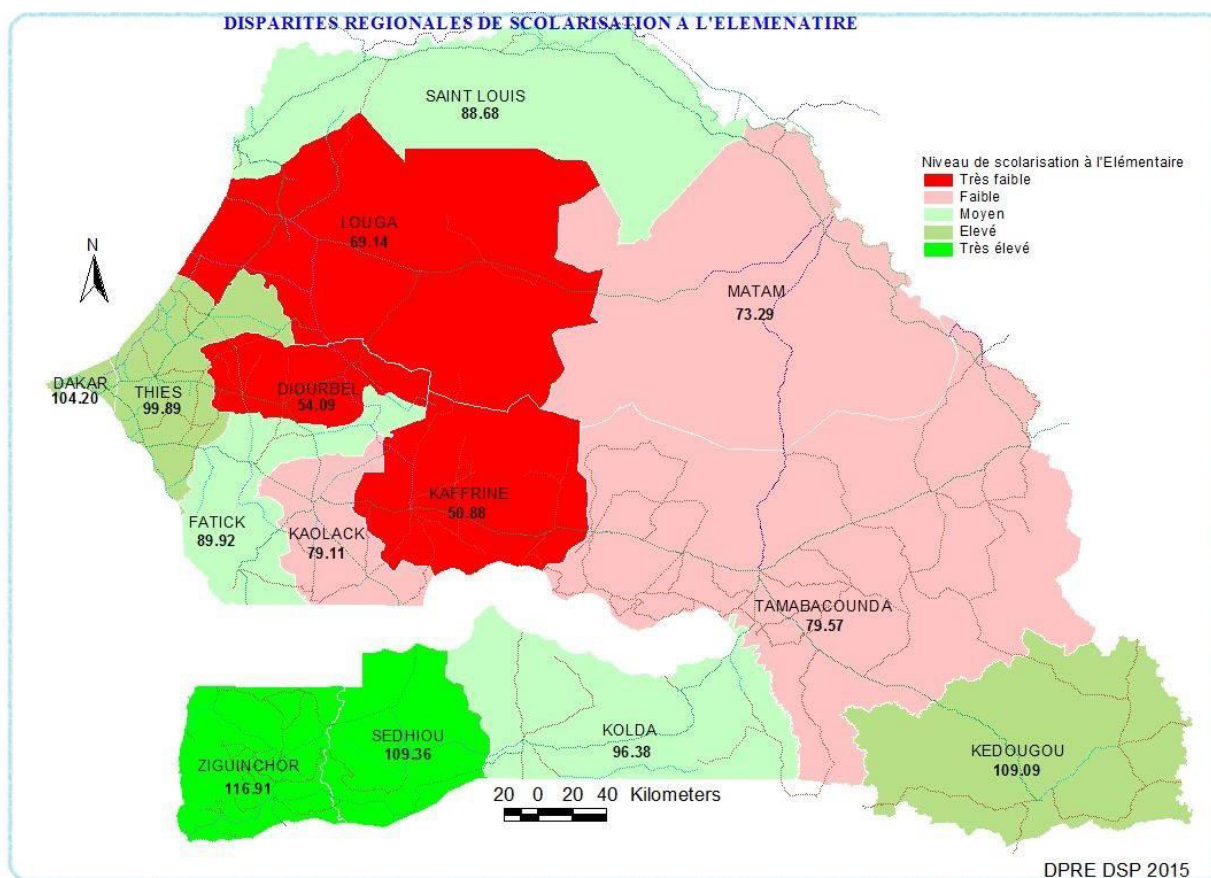 DISPARITES REGIONALES DE SCOLARISATION A L'ELEMENATIRE
SAINT LOUIS
88.68
Niveau de scolarisation à l'Elémentaire
Très faible
Faible
Moyen
Elevé
Très élevé
LOUGA
69.14
N
MATAM
73.29
DAKAR
104.20
THIES
99.89
DIOURBEL
54.09
KAFFRINE
50.88
FATICK
89.92
KAOLACK
79.11
TAMABACOUNDA
79.57
SEDHIOU
109.36
KOLDA
96.38
KEDOUGOU
109.09
ZIGUINCHOR
116.91
20 0 20 40 Kilometers
DPRE DSP 2015